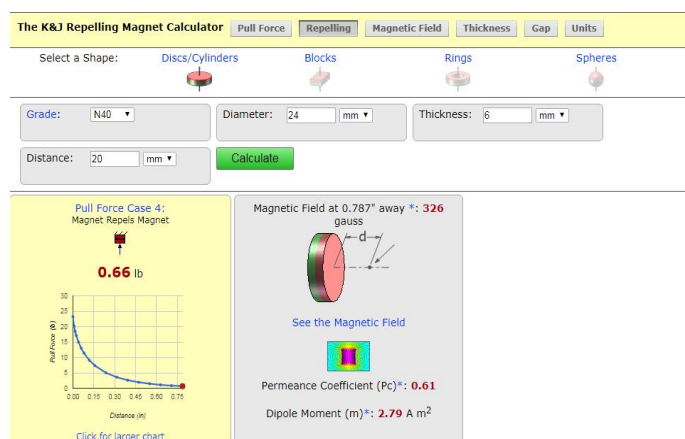 The K&J Repelling Magnet Calculator Pull Force Repelling Magnetic Field Thickness Gap Units
Select a Shape: Discs/Cylinders Blocks Rings Spheres
Grade: N40 Diameter: 24 mm Thickness: 6 mm
Distance: 20 mm Calculate
Pull Force Case 4:
Magnet Repels Magnet
0.66 lb
30
25
20
15
10
5
0
Pull Force (lb)
0.00 0.15 0.30 0.45 0.60 0.75
Distance (in)
Click for larger chart
Magnetic Field at 0.787" away *: 326
gauss
d
See the Magnetic Field
Permeance Coefficient (Pc)*: 0.61
Dipole Moment (m)*: 2.79 A m²